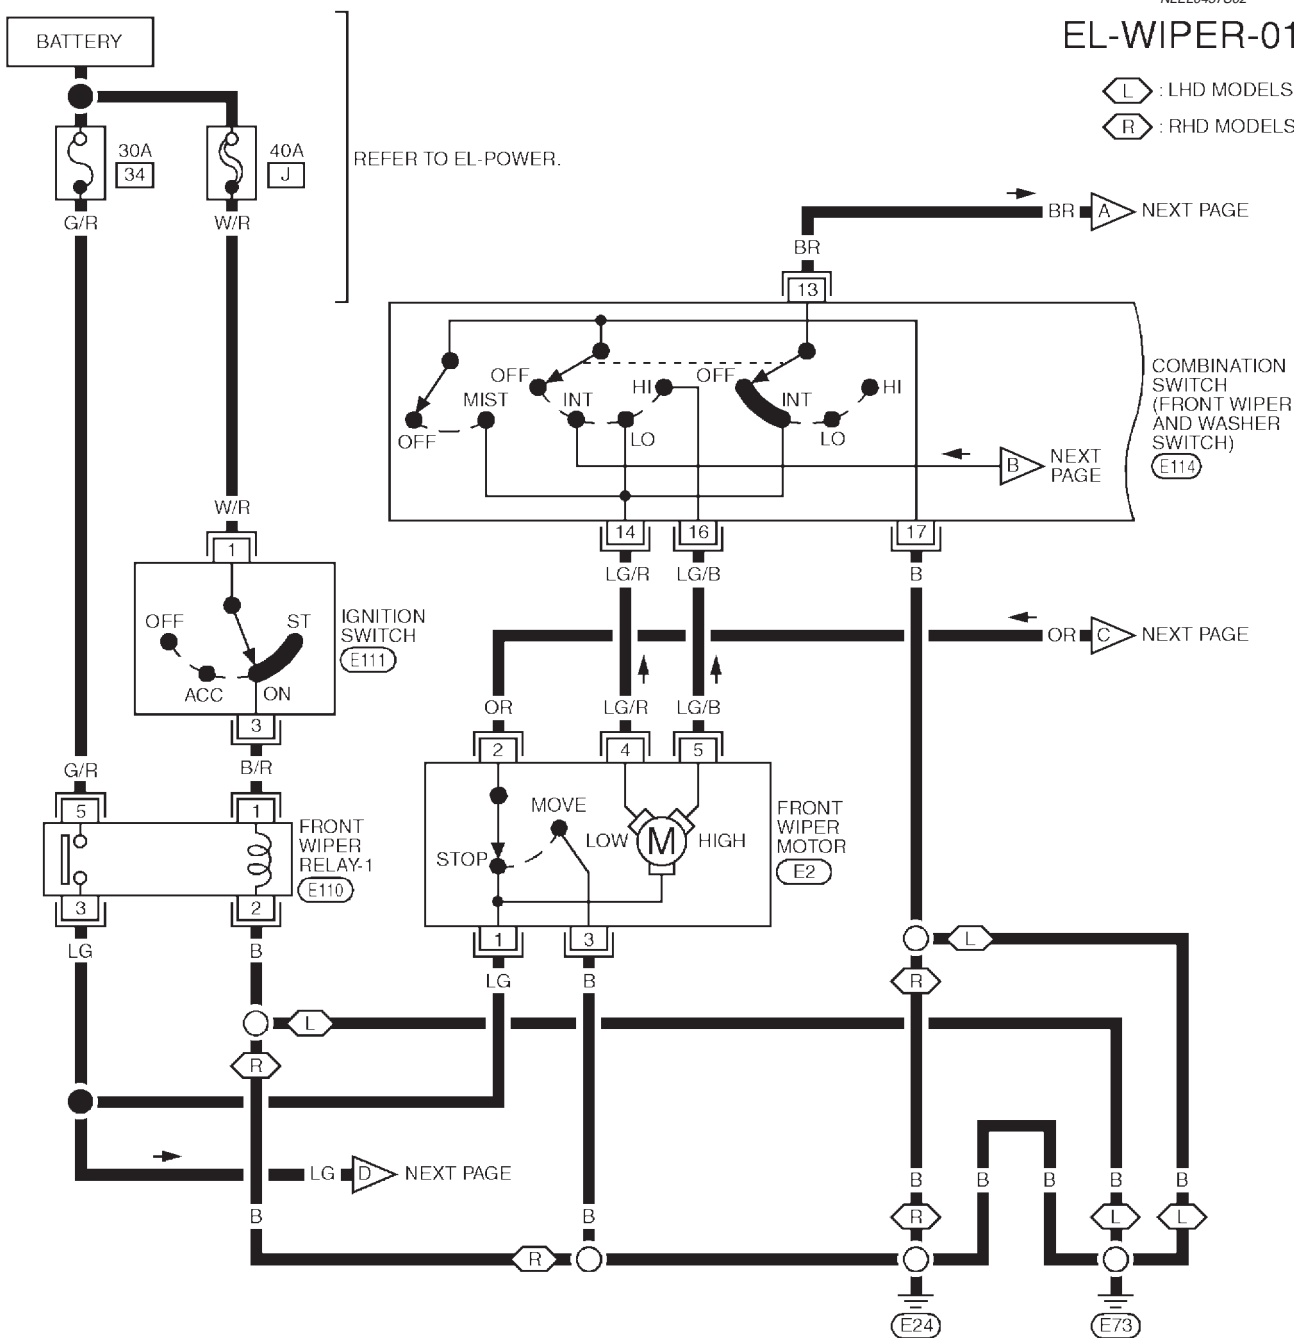 EL-WIPER-01
BATTERY
L : LHD MODELS
R : RHD MODELS
30A
34
40A
J
REFER TO EL-POWER.
G/R
W/R
BR
A
NEXT PAGE
BR
13
OFF
MIST
OFF
INT
HI
LO
OFF
INT
HI
LO
B
NEXT
PAGE
COMBINATION
SWITCH
(FRONT WIPER
AND WASHER
SWITCH)
E114
W/R
1
14
16
17
LG/R
LG/B
B
OFF
ST
ACC
ON
IGNITION
SWITCH
E111
OR
C
NEXT PAGE
3
OR
LG/R
LG/B
G/R
B/R
2
4
5
5
1
FRONT
WIPER
RELAY-1
E110
MOVE
STOP
LOW
M
HIGH
FRONT
WIPER
MOTOR
E2
3
2
1
3
LG
B
LG
B
L
R
L
R
LG
D
NEXT PAGE
B
B
B
B
B
B
B
R
L
L
R
E24
E73